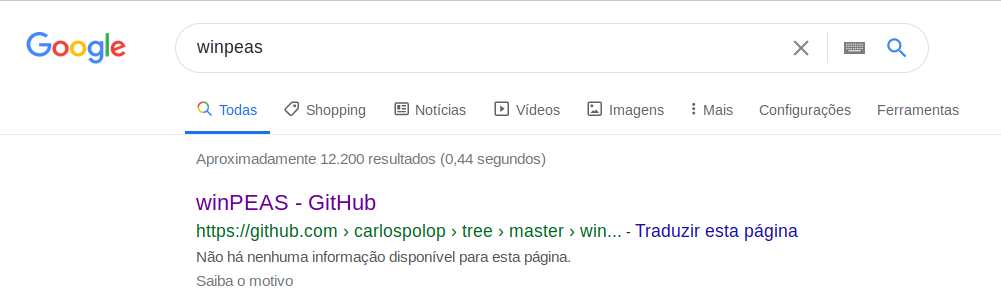 Google
winpeas
Todas Shopping Notícias Vídeos Imagens Mais Configurações Ferramentas
Aproximadamente 12.200 resultados (0,44 segundos)
winPEAS - GitHub
https://github.com › carlospolop › tree › master › win... - Traduzir esta página
Não há nenhuma informação disponível para esta página.
Saiba o motivo